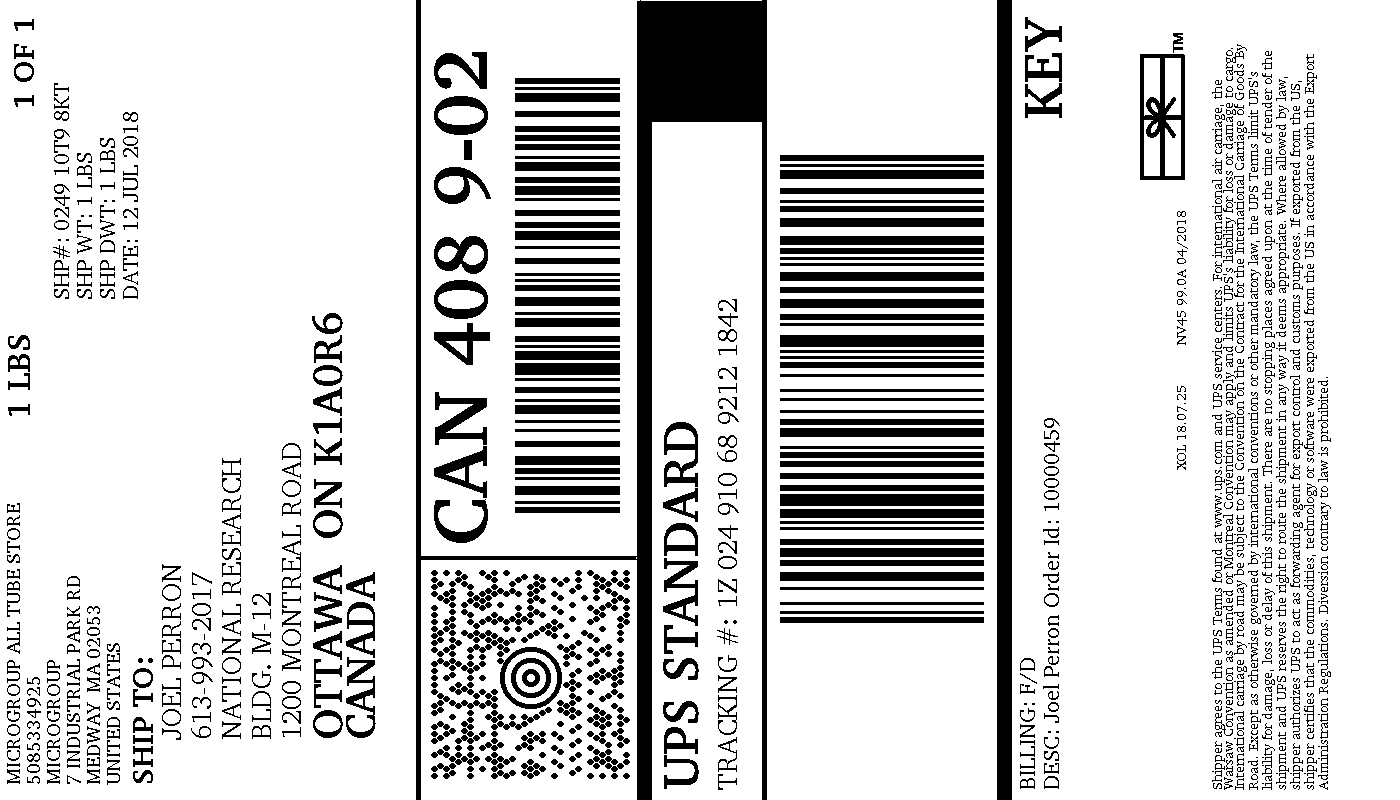 MICROGROUP ALL TUBE STORE
5085334925
MICROGROUP
7 INDUSTRIAL PARK RD
MEDWAY MA 02053
UNITED STATES
1 LBS
1 OF 1
SHP#: 0249 10T9 8KT
SHP WT: 1 LBS
SHP DWT: 1 LBS
DATE: 12 JUL 2018
SHIP TO:
JOEL PERRON
613-993-2017
NATIONAL RESEARCH
BLDG. M-12
1200 MONTREAL ROAD
OTTAWA ON K1A0R6
CANADA
CAN 408 9-02
UPS STANDARD
TRACKING #: 1Z 024 910 68 9212 1842
BILLING: F/D
DESC: Joel Perron Order Id: 10000459
KEY
XOL 18.07.25 NV45 99.0A 04/2018
TM
Shipper agrees to the UPS Terms found at www.ups.com and UPS service centers. For international air carriage, the
Warsaw Convention as amended or Montreal Convention may apply and limits UPS's liability for loss or damage to cargo.
International carriage by road may be subject to the Convention on the Contract for the International Carriage of Goods By
Road. Except as otherwise governed by international conventions or other mandatory law, the UPS Terms limit UPS's
liability for damage, loss or delay of this shipment. There are no stopping places agreed upon at the time of tender of the
shipment and UPS reserves the right to route the shipment in any way it deems appropriate. Where allowed by law,
shipper authorizes UPS to act as forwarding agent for export control and customs purposes. If exported from the US,
shipper certifies that the commodities, technology or software were exported from the US in accordance with the Export
Administration Regulations. Diversion contrary to law is prohibited.